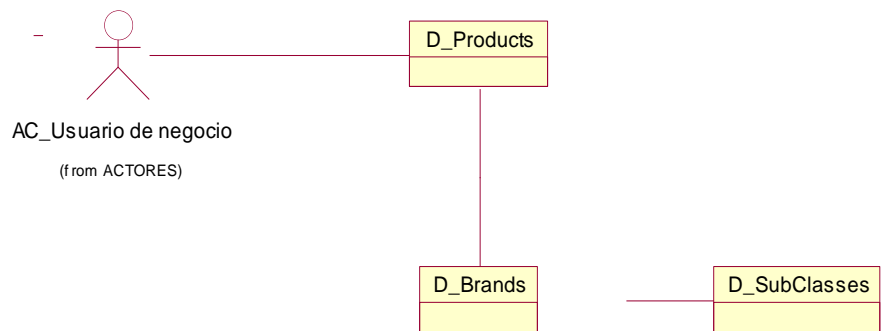 D_Products
AC_Usuario de negocio
(from ACTORES)
D_Brands
D_SubClasses